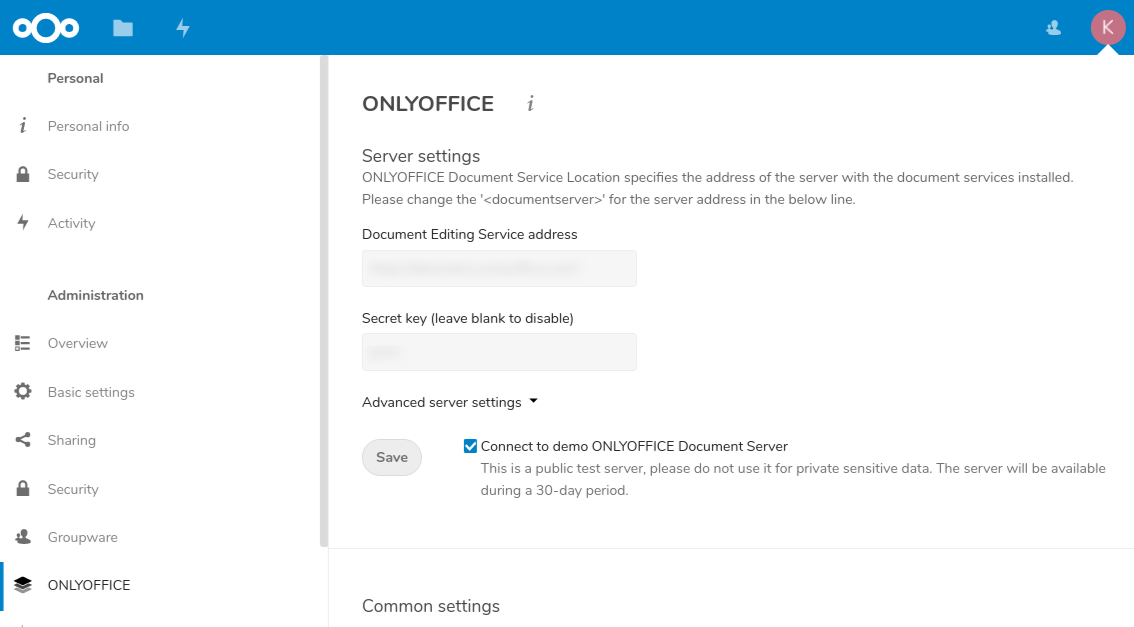 K
Personal
Personal info
Security
Activity
Administration
Overview
Basic settings
Sharing
Security
Groupware
ONLYOFFICE
ONLYOFFICE i
Server settings
ONLYOFFICE Document Service Location specifies the address of the server with the document services installed.
Please change the '<documentserver>' for the server address in the below line.
Document Editing Service address
Secret key (leave blank to disable)
Advanced server settings
Save
Connect to demo ONLYOFFICE Document Server
This is a public test server, please do not use it for private sensitive data. The server will be available
during a 30-day period.
Common settings